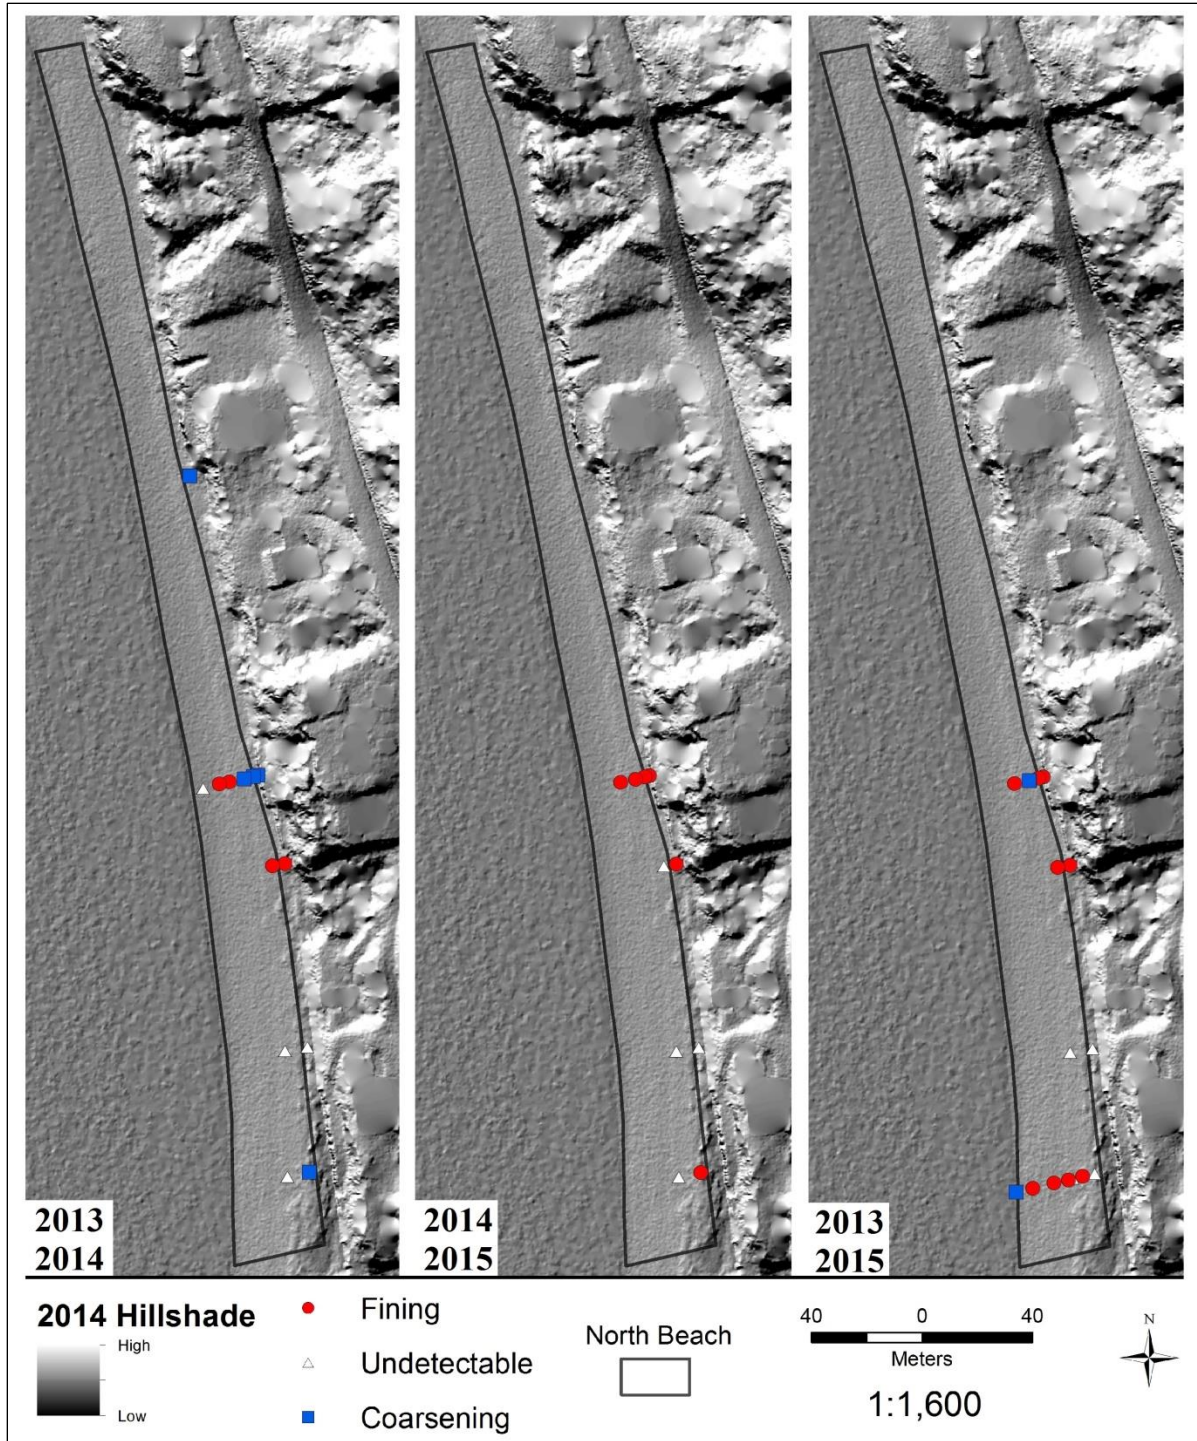 2013
2014
2014
2015
2013
2015
2014 Hillshade
High
Low
Fining
Undetectable
Coarsening
North Beach
40 0 40
Meters
1:1,600
N